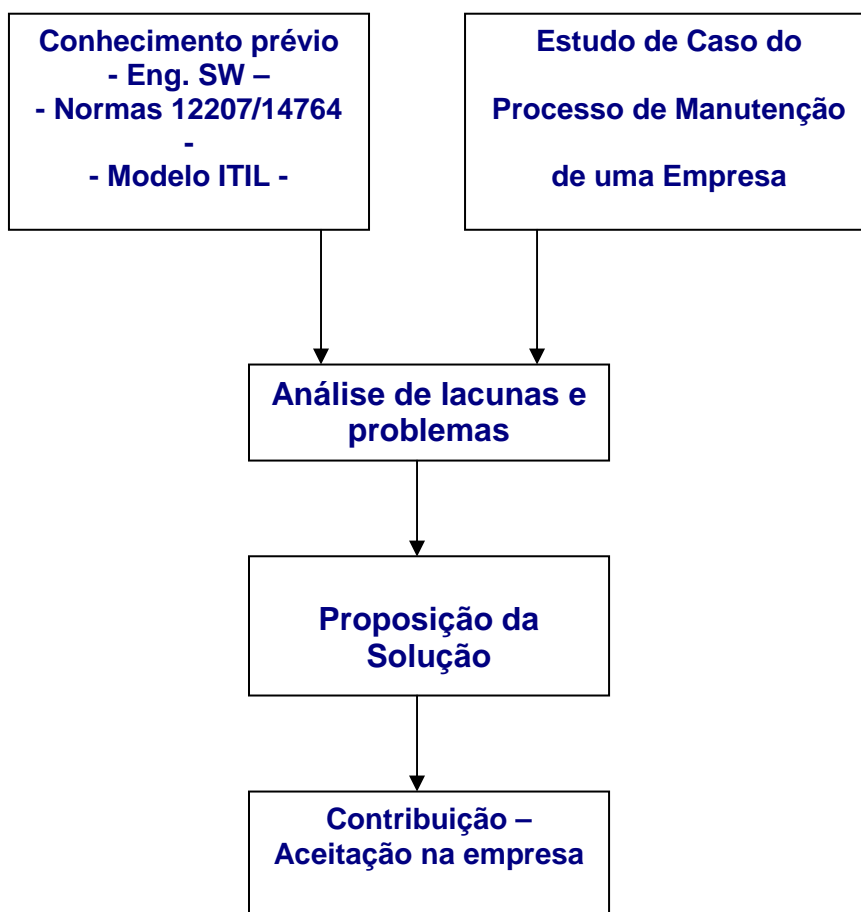 Conhecimento prévio
- Eng. SW –
- Normas 12207/14764
-
- Modelo ITIL -
Estudo de Caso do
Processo de Manutenção
de uma Empresa
Análise de lacunas e
problemas
Proposição da
Solução
Contribuição –
Aceitação na empresa